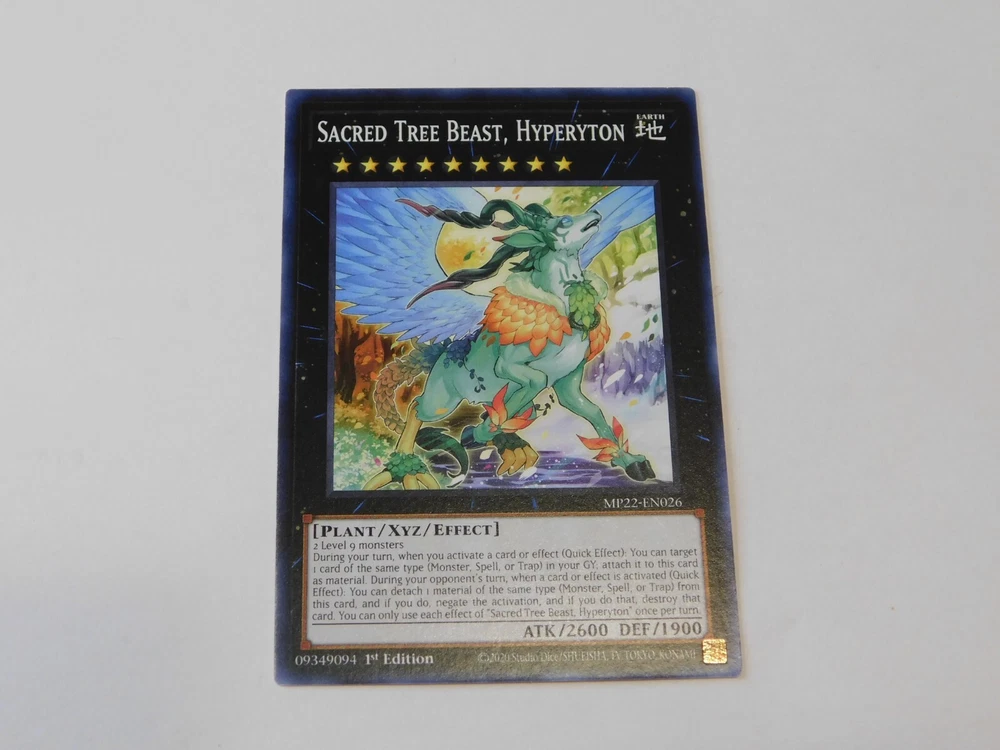 SACRED TREE BEAST, HYPERYTON
EARTH
地
MP22-EN026
[PLANT/XYZ/EFFECT]
2 Level 9 monsters
During your turn, when you activate a card or effect (Quick Effect): You can target
1 card of the same type (Monster, Spell, or Trap) in your GY; attach it to this card
as material. During your opponent's turn, when a card or effect is activated (Quick
Effect): You can detach 1 material of the same type (Monster, Spell, or Trap) from
this card, and if you do, negate the activation, and if you do that, destroy that
card. You can only use each effect of "Sacred Tree Beast, Hyperyton" once per turn.
ATK/2600 DEF/1900
09349094 1st Edition
©2020 Studio Dice/SHUEISHA, TV TOKYO, KONAMI